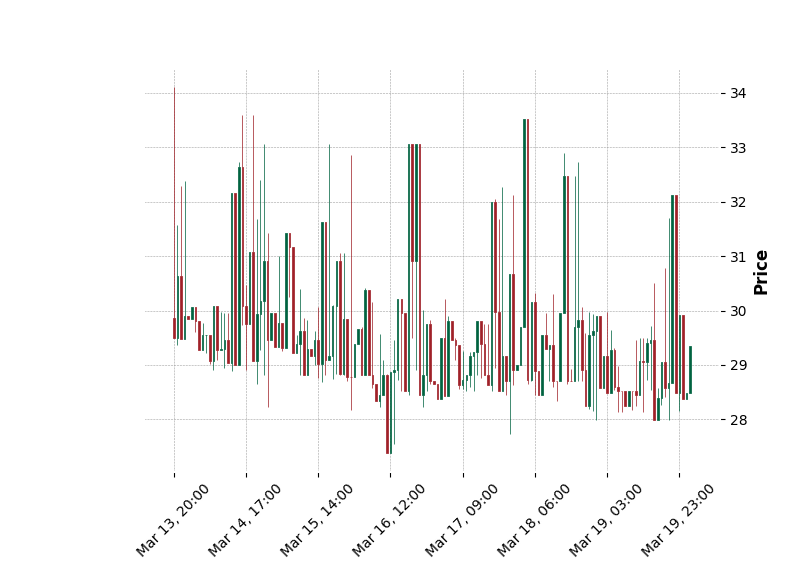 34
33
32
31
30
29
28
Price
Mar 13, 20:00
Mar 14, 17:00
Mar 15, 14:00
Mar 16, 12:00
Mar 17, 09:00
Mar 18, 06:00
Mar 19, 03:00
Mar 19, 23:00